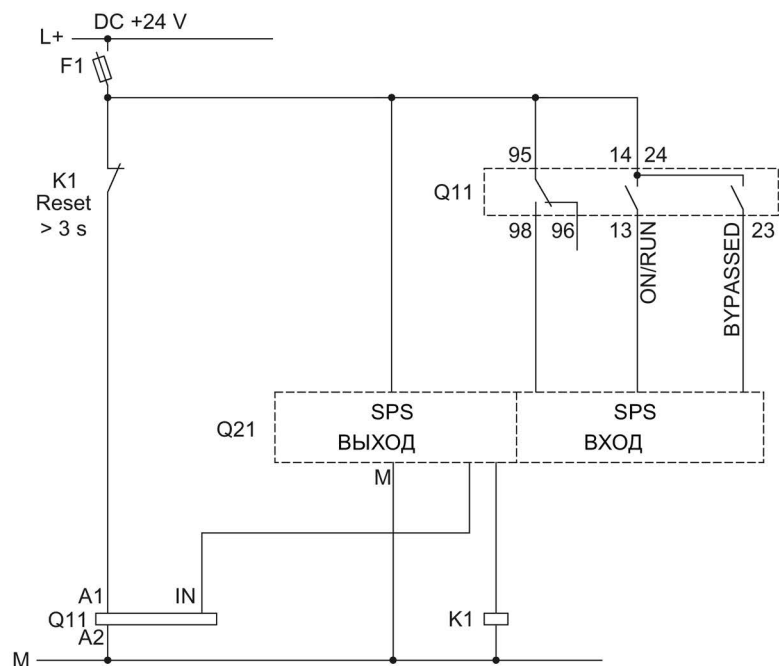 DC +24 V
L+
F1
95
14 24
K1
Reset
> 3 s
Q11
98 96 13 23
ON/RUN
BYPASSED
SPS
ВЫХОД
SPS
ВХОД
Q21
M
A1 IN
Q11
A2
K1
M